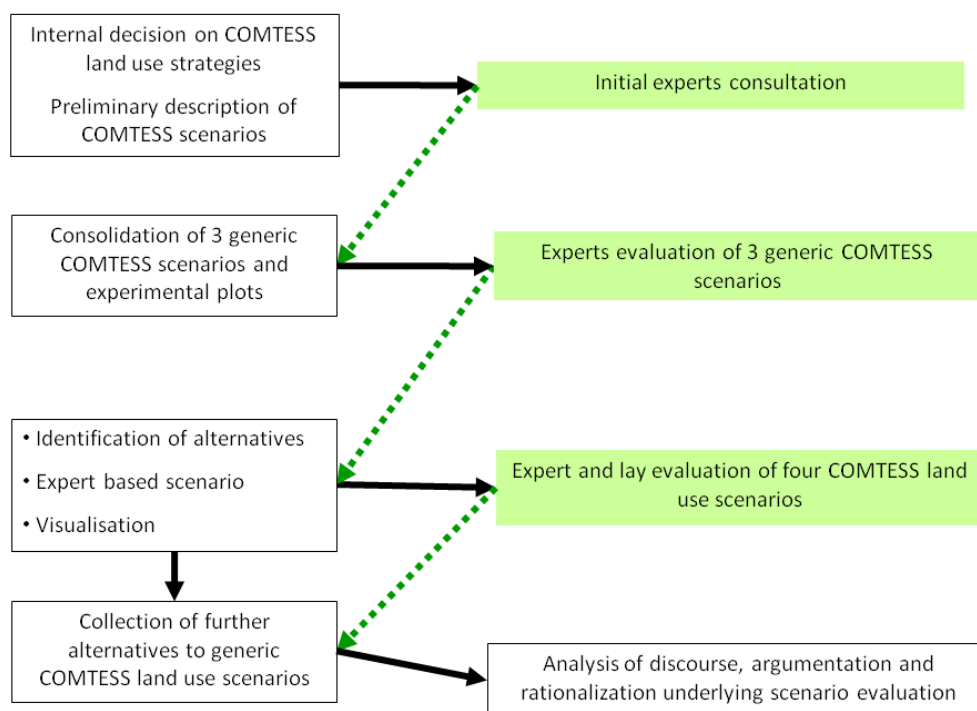 Internal decision on COMTESS
land use strategies
Preliminary description of
COMTESS scenarios
Initial experts consultation
Consolidation of 3 generic
COMTESS scenarios and
experimental plots
Experts evaluation of 3 generic COMTESS
scenarios
• Identification of alternatives
• Expert based scenario
• Visualisation
Expert and lay evaluation of four COMTESS land
use scenarios
Collection of further
alternatives to generic
COMTESS land use scenarios
Analysis of discourse, argumentation and
rationalization underlying scenario evaluation